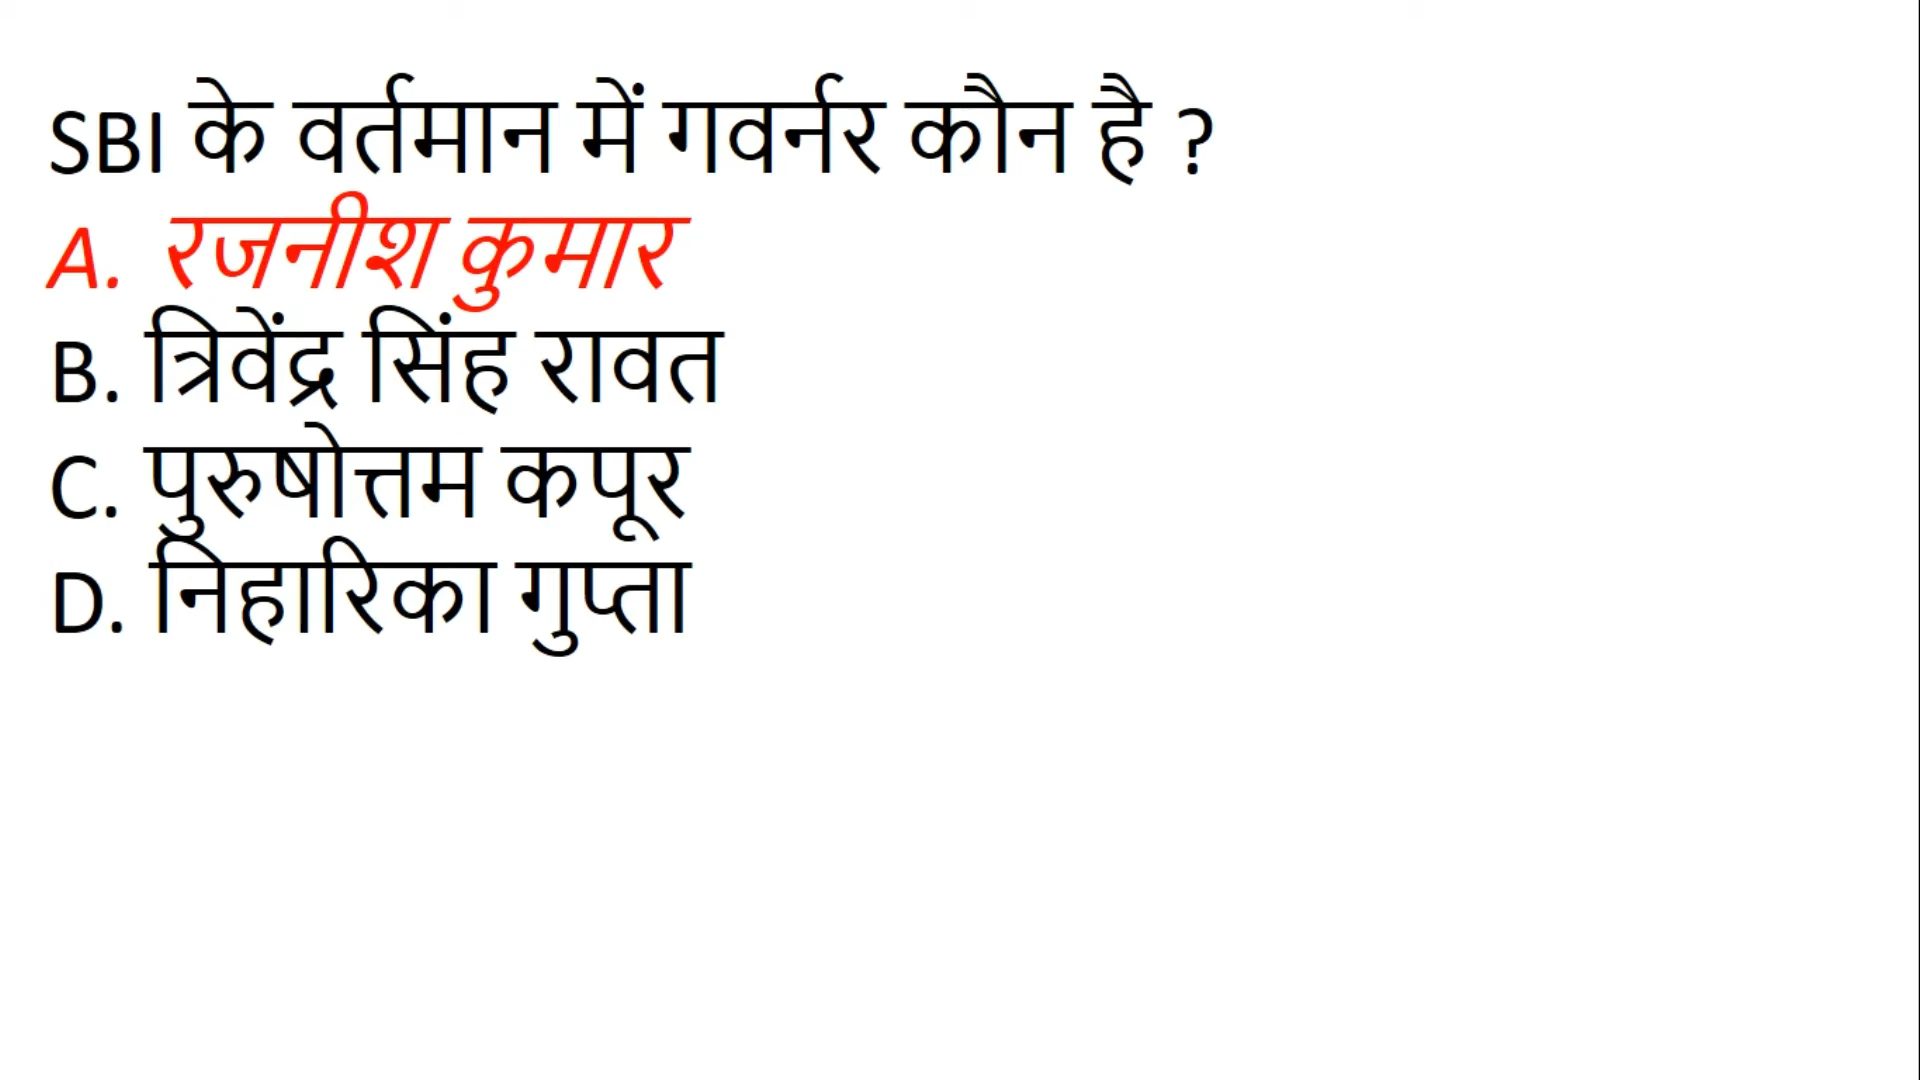 SBI के वर्तमान में गवर्नर कौन है ?
A. रजनीश कुमार
B. त्रिवेंद्र सिंह रावत
C. पुरुषोत्तम कपूर
D. निहारिका गुप्ता